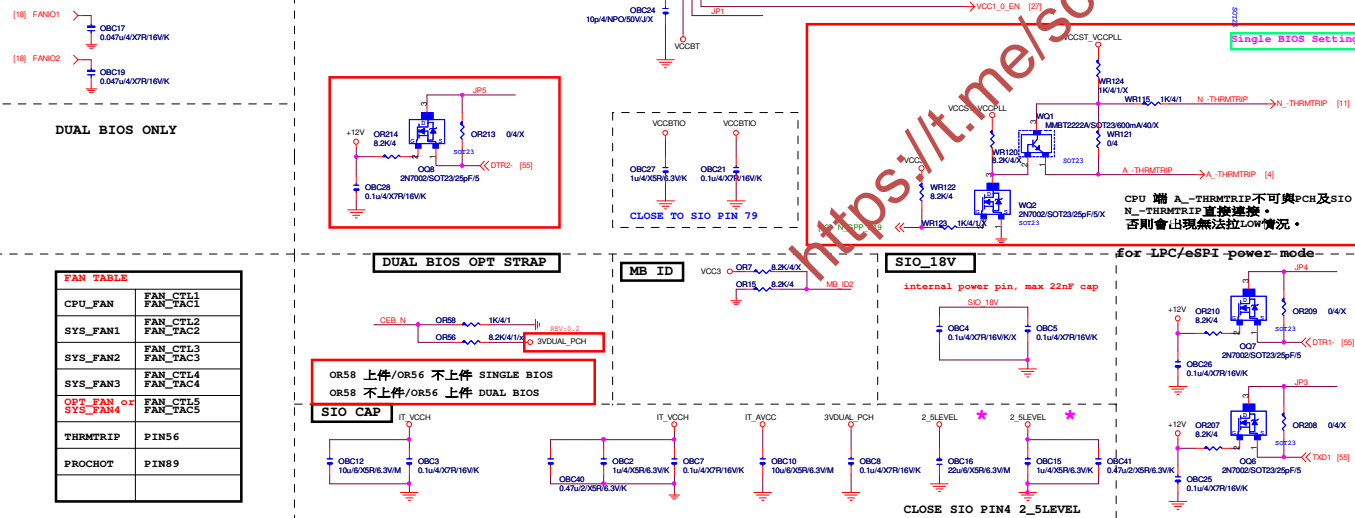 [18] FANIO1
OBC17
0.047u/4/X7R/16V/K
[18] FANIO2
OBC19
0.047u/4/X7R/16V/K
DUAL BIOS ONLY
OBC24
10p/4/NPO/50V/J/X
VCCBT
JP1
VCC1_0_EN [27]
SOT23
Single BIOS Setting
JP5
+12V
OR214
8.2K/4
OR213 0/4/X
SOT23
OQ8
2N7002/SOT23/25pF/5
DTR2- [55]
OBC28
0.1u/4/X7R/16V/K
VCCBTIO
VCCBTIO
OBC27
1u/4/X5R/6.3V/K
OBC21
0.1u/4/X7R/16V/K
CLOSE TO SIO PIN 79
VCCST_VCCPLL
WR124
1K/4/1/X
WR115 1K/4/1
N_-THRMTRIP [11]
WQ1
MMBT2222A/SOT23/600mA/40/X
WR120
8.2K/4/X
WR121
0/4
SOT23
A_-THRMTRIP
A_-THRMTRIP [4]
WR122
8.2K/4
WQ2
2N7002/SOT23/25pF/5/X
SOT23
WR123 1K/4/1/X
CPU 端 A_-THRMTRIP不可與PCH及SIO
N_-THRMTRIP直接連接。
否則會出現無法拉LOW情況。
https://t.me/so
FAN TABLE
CPU_FAN FAN_CTL1 FAN_TAC1
SYS_FAN1 FAN_CTL2 FAN_TAC2
SYS_FAN2 FAN_CTL3 FAN_TAC3
SYS_FAN3 FAN_CTL4 FAN_TAC4
OPT_FAN or SYS_FAN4 FAN_CTL5 FAN_TAC5
THRMTRIP PIN56
PROCHOT PIN89
DUAL BIOS OPT STRAP
CEB_N
OR58 1K/4/1
REV:0.2
OR56 8.2K/4/1/x
3VDUAL_PCH
OR58 上件/OR56 不上件 SINGLE BIOS
OR58 不上件/OR56 上件 DUAL BIOS
MB ID
VCC3
OR7 8.2K/4/X
OR15 8.2K/4
MB_ID2
SIO_18V
internal power pin, max 22nF cap
SIO_18V
OBC4
0.1u/4/X7R/16V/K/X
OBC5
0.1u/4/X7R/16V/K
for LPC/eSPI power mode
JP4
+12V
OR210
8.2K/4
OR209 0/4/X
SOT23
OQ7
2N7002/SOT23/25pF/5
DTR1- [55]
OBC26
0.1u/4/X7R/16V/K
JP3
+12V
OR207
8.2K/4
OR208 0/4/X
SOT23
OQ6
2N7002/SOT23/25pF/5
TXD1 [55]
OBC25
0.1u/4/X7R/16V/K
SIO CAP
IT_VCCH
OBC12
10u/6/X5R/6.3V/M
OBC3
0.1u/4/X7R/16V/K
IT_VCCH
OBC40
0.47u/2/X5R/6.3V/K
OBC2
1u/4/X5R/6.3V/K
OBC7
0.1u/4/X7R/16V/K
IT_AVCC
OBC10
10u/6/X5R/6.3V/M
3VDUAL_PCH
OBC8
0.1u/4/X7R/16V/K
2_5LEVEL *
OBC16
22u/6/X5R/6.3V/M
2_5LEVEL *
OBC15
1u/4/X5R/6.3V/K
OBC41
0.47u/2/X5R/6.3V/K
CLOSE SIO PIN4 2_5LEVEL